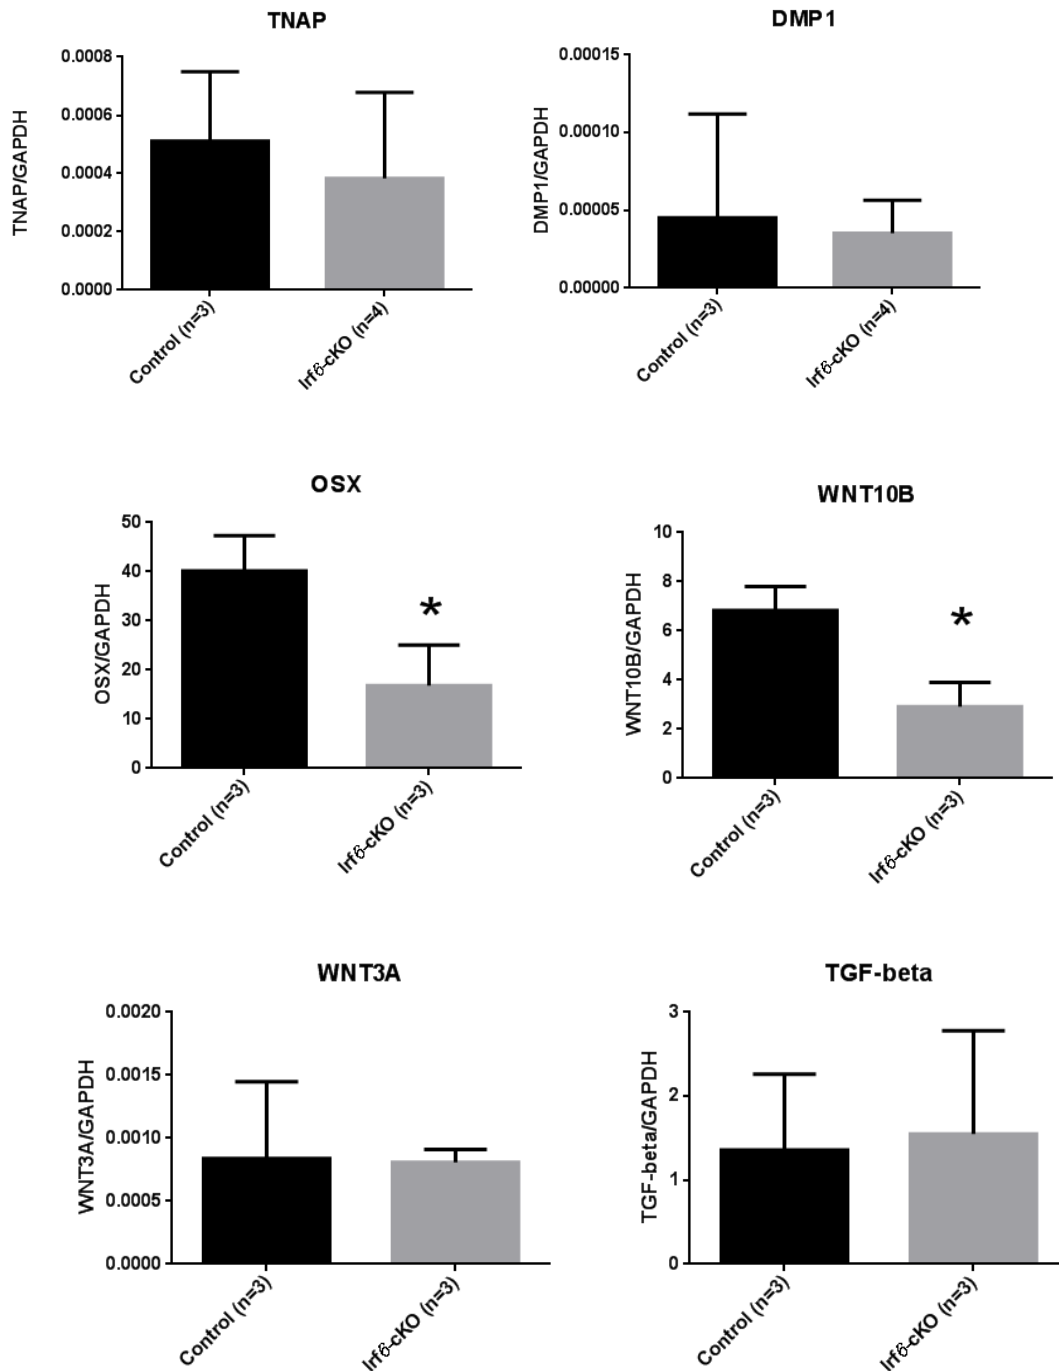 TNAP
TNAP/GAPDH
0.0008
0.0006
0.0004
0.0002
0.0000
Control (n=3)
Irf6-cKO (n=4)
DMP1
DMP1/GAPDH
0.00015
0.00010
0.00005
0.00000
Control (n=3)
Irf6-cKO (n=4)
OSX
OSX/GAPDH
50
40
30
20
10
0
*
Control (n=3)
Irf6-cKO (n=3)
WNT10B
WNT10B/GAPDH
10
8
6
4
2
0
*
Control (n=3)
Irf6-cKO (n=3)
WNT3A
WNT3A/GAPDH
0.0020
0.0015
0.0010
0.0005
0.0000
Control (n=3)
Irf6-cKO (n=3)
TGF-beta
TGF-beta/GAPDH
3
2
1
0
Control (n=3)
Irf6-cKO (n=3)